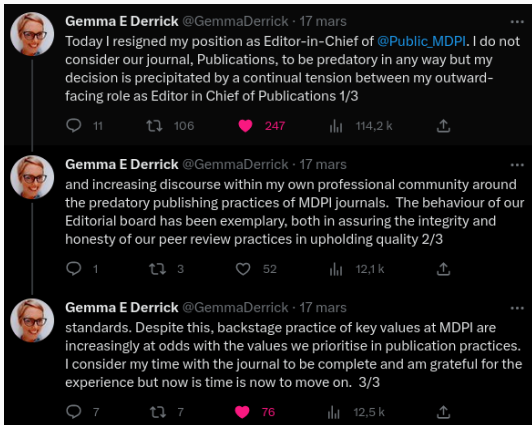 Gemma E Derrick @GemmaDerrick · 17 mars
Today I resigned my position as Editor-in-Chief of @Public_MDPI. I do not
consider our journal, Publications, to be predatory in any way but my
decision is precipitated by a continual tension between my outward-
facing role as Editor in Chief of Publications 1/3
11 106 247 114,2 k
Gemma E Derrick @GemmaDerrick · 17 mars
and increasing discourse within my own professional community around
the predatory publishing practices of MDPI journals.  The behaviour of our
Editorial board has been exemplary, both in assuring the integrity and
honesty of our peer review practices in upholding quality 2/3
1 3 52 12,1 k
Gemma E Derrick @GemmaDerrick · 17 mars
standards. Despite this, backstage practice of key values at MDPI are
increasingly at odds with the values we prioritise in publication practices.
I consider my time with the journal to be complete and am grateful for the
experience but now is time is now to move on.  3/3
7 7 76 12,5 k